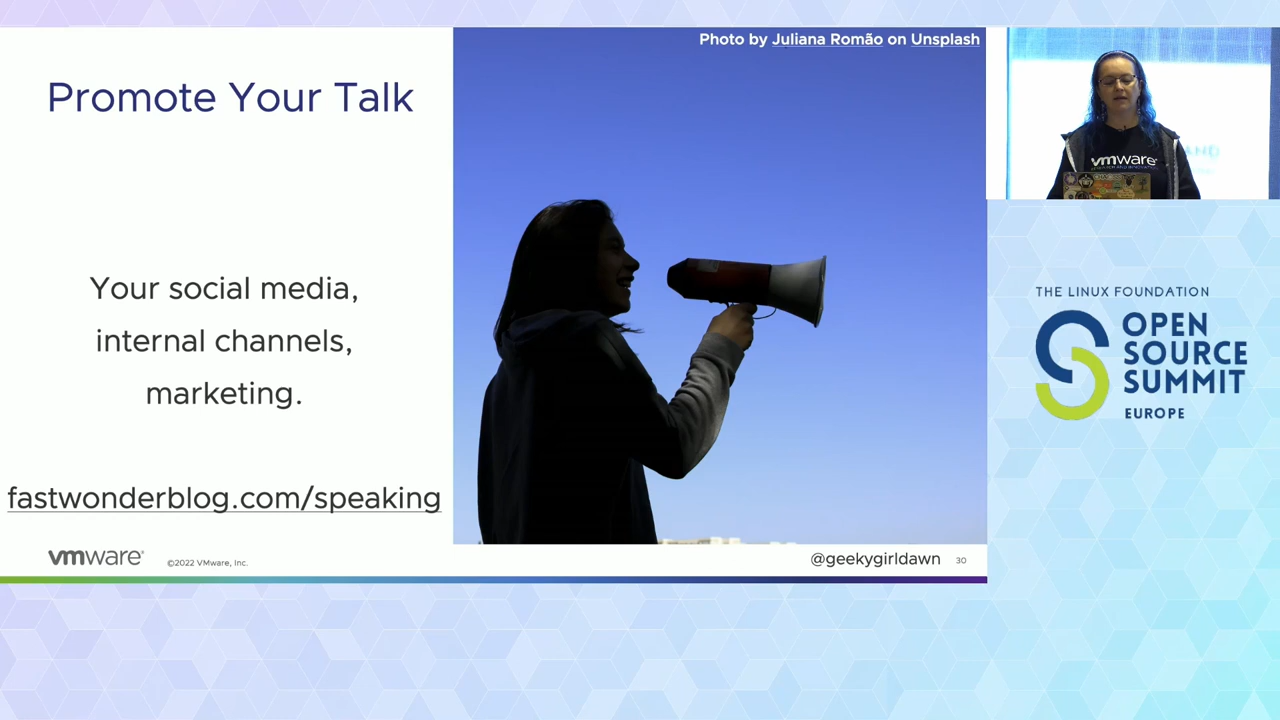 Promote Your Talk
Your social media,
internal channels,
marketing.
fastwonderblog.com/speaking
Photo by Juliana Romão on Unsplash
vmware®
©2022 VMware, Inc.
@geekygirldawn
30
vmware
THE LINUX FOUNDATION
OPEN
SOURCE
SUMMIT
EUROPE